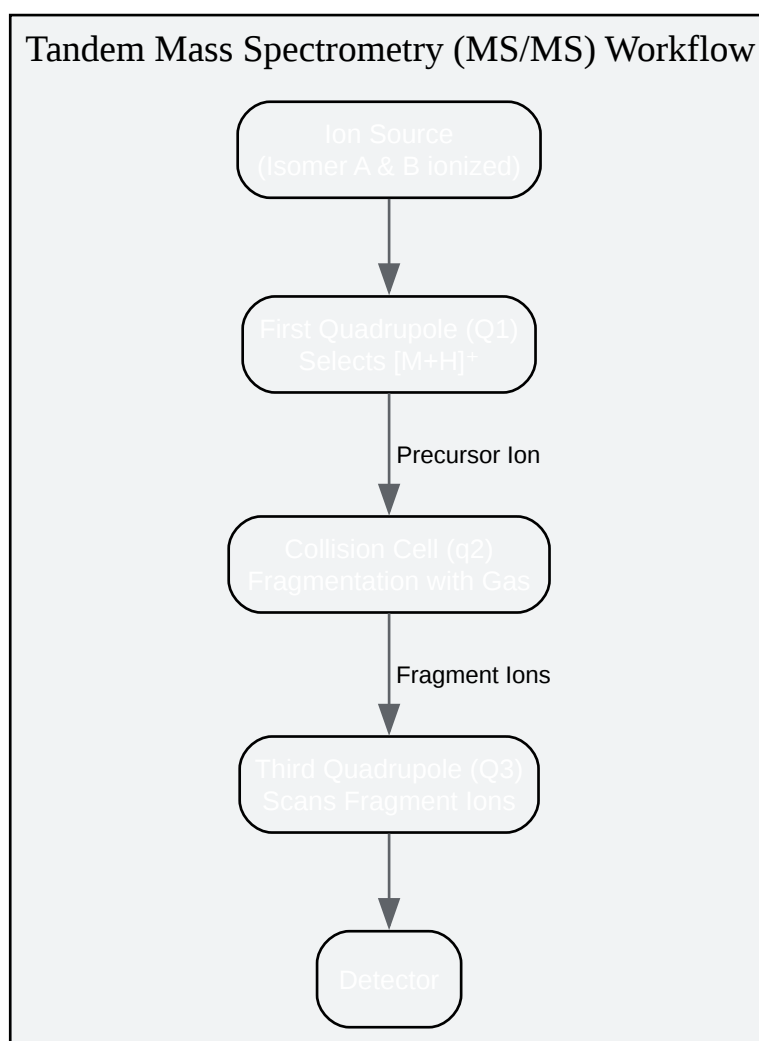 Tandem Mass Spectrometry (MS/MS) Workflow
Ion Source
(Isomer A & B ionized)
First Quadrupole (Q1)
Selects [M+H]⁺
Precursor Ion
Collision Cell (q2)
Fragmentation with Gas
Fragment Ions
Third Quadrupole (Q3)
Scans Fragment Ions
Detector